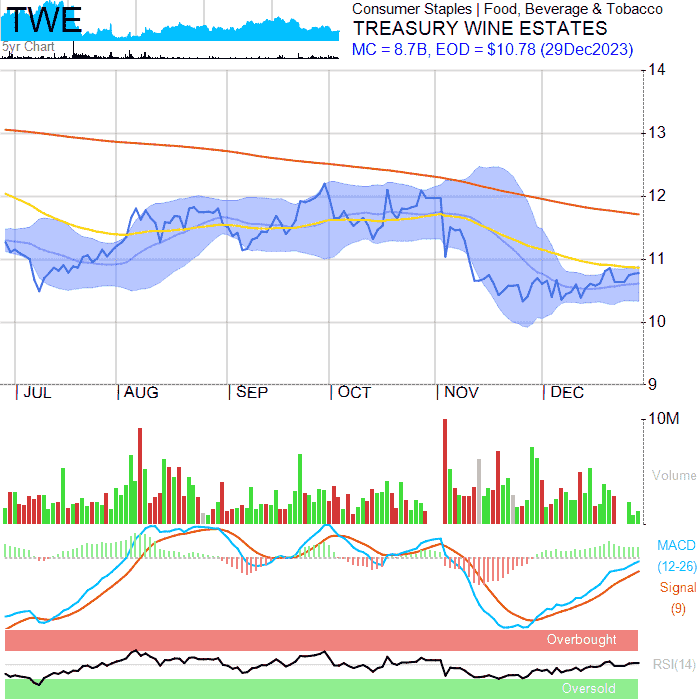 TWE
5yr Chart
Consumer Staples | Food, Beverage & Tobacco
TREASURY WINE ESTATES
MC = 8.7B, EOD = $10.78 (29Dec2023)
14
13
12
11
10
9
JUL AUG SEP OCT NOV DEC
10M
Volume
MACD
(12-26)
Signal
(9)
Overbought
RSI(14)
Oversold